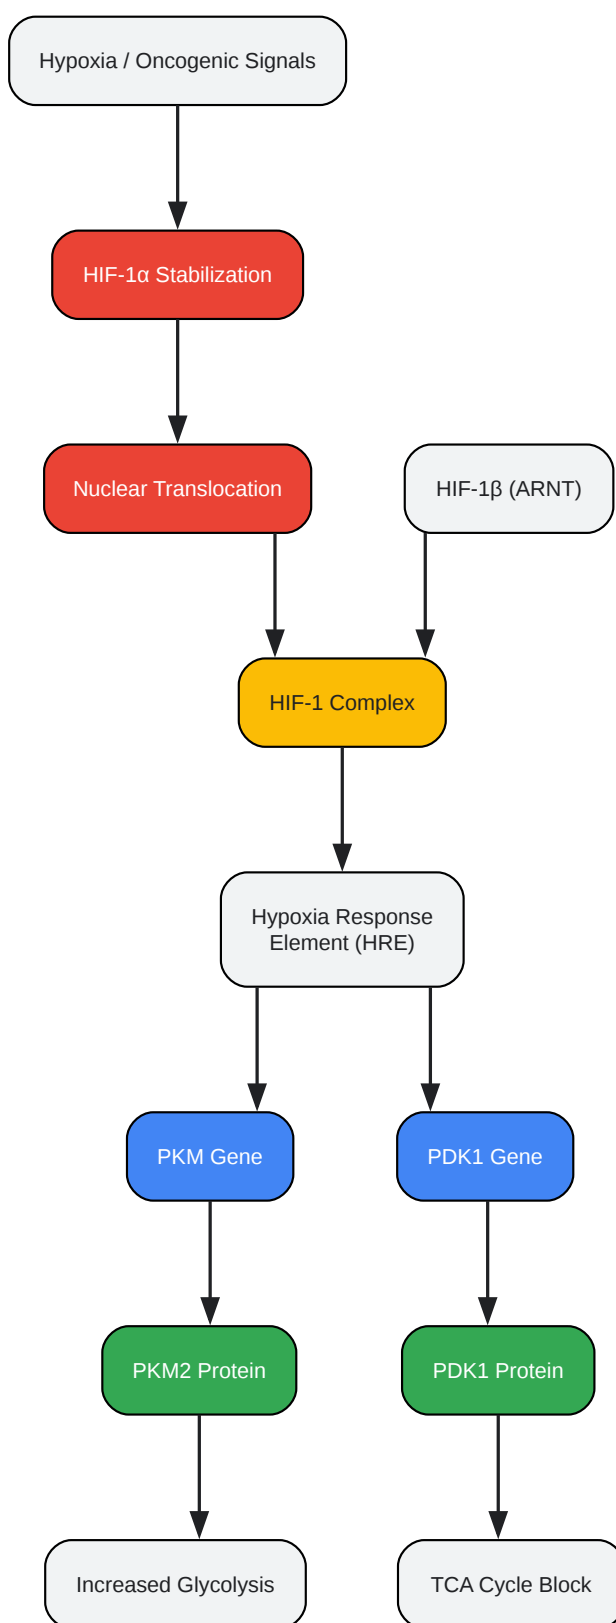 Hypoxia / Oncogenic Signals
HIF-1α Stabilization
Nuclear Translocation
HIF-1β (ARNT)
HIF-1 Complex
Hypoxia Response
Element (HRE)
PKM Gene
PDK1 Gene
PKM2 Protein
PDK1 Protein
Increased Glycolysis
TCA Cycle Block